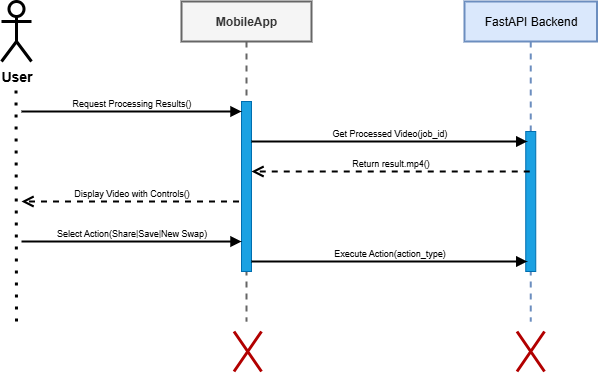 MobileApp
FastAPI Backend
User
Request Processing Results()
Get Processed Video(job_id)
Return result.mp4()
Display Video with Controls()
Select Action(Share|Save|New Swap)
Execute Action(action_type)